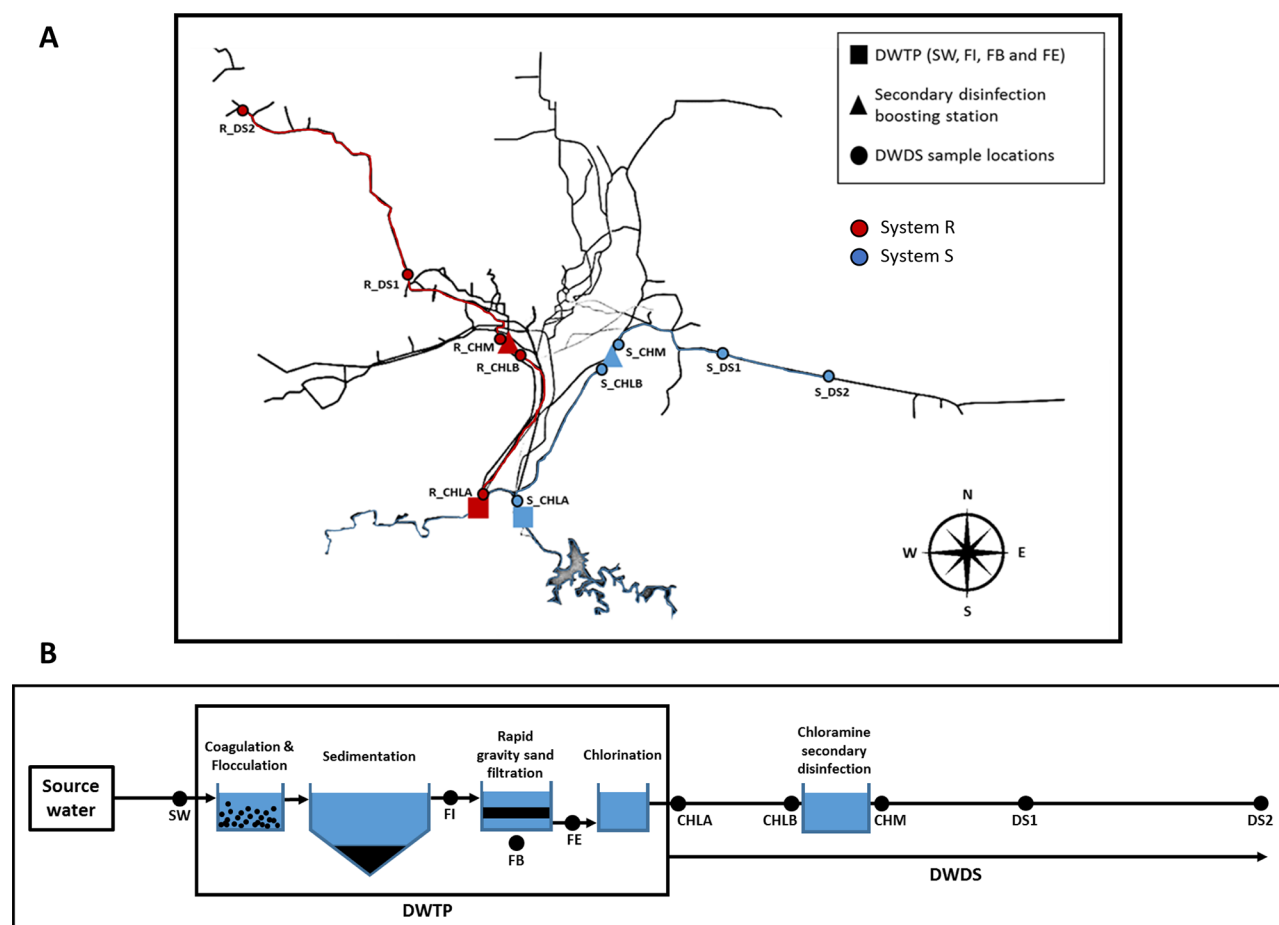 A
DWTP (SW, FI, FB and FE)
Secondary disinfection
boosting station
DWDS sample locations
System R
System S
R_DS2
R_DS1
R_CHM
R_CHLB
S_CHM
S_CHLB
S_DS1
S_DS2
R_CHLA
S_CHLA
N
W
E
S
B
Source
water
SW
Coagulation &
Flocculation
Sedimentation
FI
Rapid
gravity sand
filtration
FB
FE
Chlorination
DWTP
CHLA
CHLB
Chloramine
secondary
disinfection
CHM
DS1
DS2
DWDS